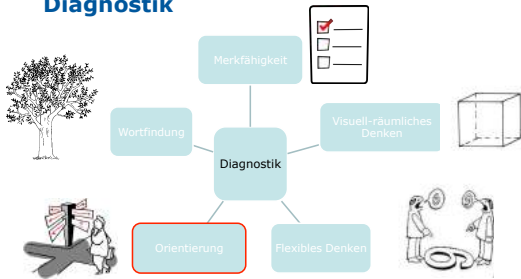 Diagnostik
Merkfähigkeit
Wortfindung
Visuell-räumliches
Denken
Diagnostik
Orientierung
Flexibles Denken